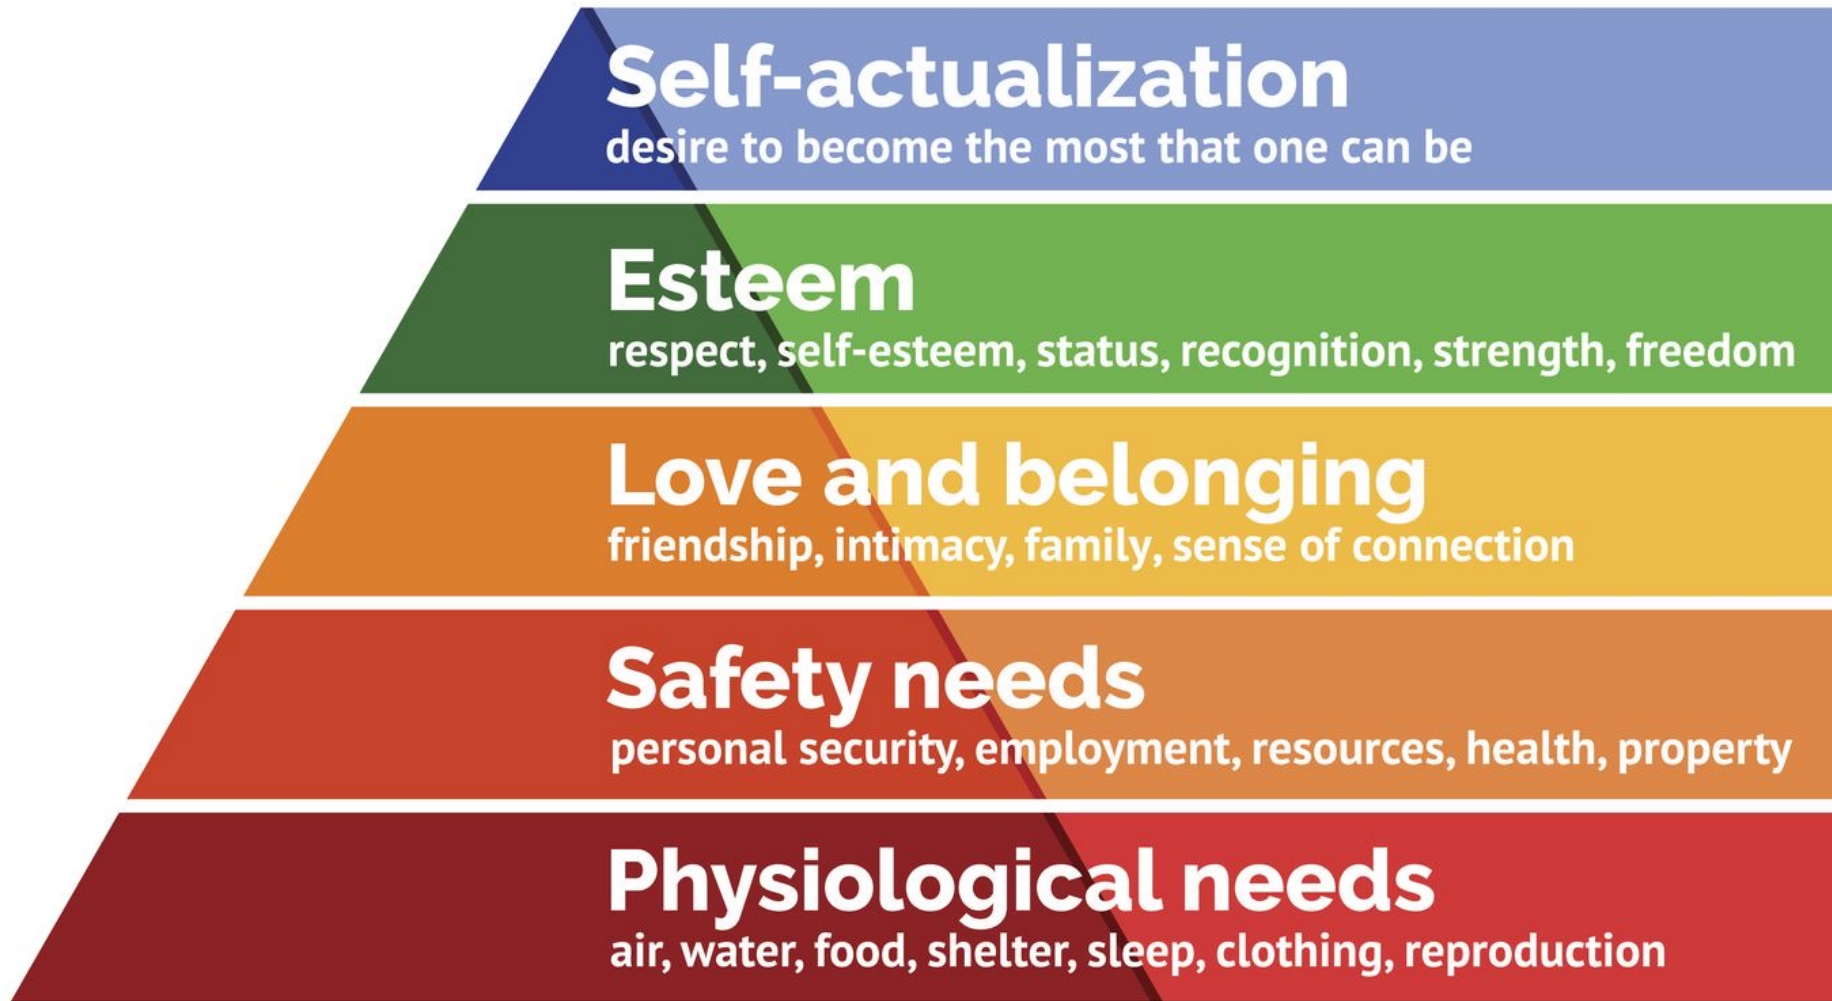 Self-actualization
desire to become the most that one can be
Esteem
respect, self-esteem, status, recognition, strength, freedom
Love and belonging
friendship, intimacy, family, sense of connection
Safety needs
personal security, employment, resources, health, property
Physiological needs
air, water, food, shelter, sleep, clothing, reproduction